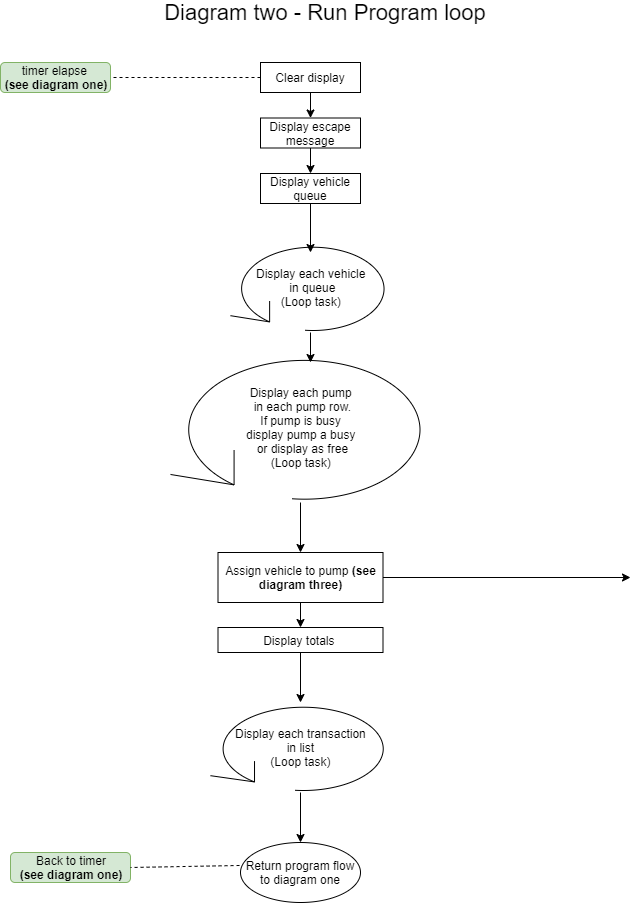 Diagram two - Run Program loop
timer elapse
(see diagram one)
Clear display
Display escape
message
Display vehicle
queue
Display each vehicle
in queue
(Loop task)
Display each pump
in each pump row.
If pump is busy
display pump a busy
or display as free
(Loop task)
Assign vehicle to pump (see
diagram three)
Display totals
Display each transaction
in list
(Loop task)
Back to timer
(see diagram one)
Return program flow
to diagram one